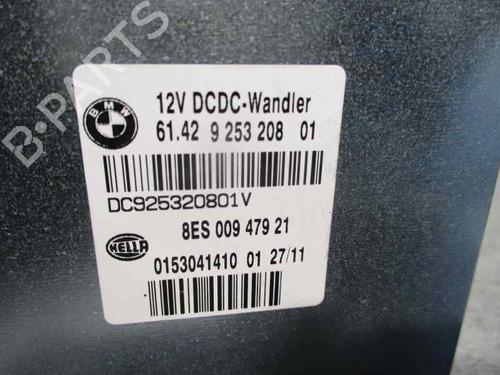 B-PARTS
BMW
12V DCDC-Wandler
61.42 9 253 208 01
DC925320801V
8ES 009 479 21
HELLA
0153041410 01 27/11